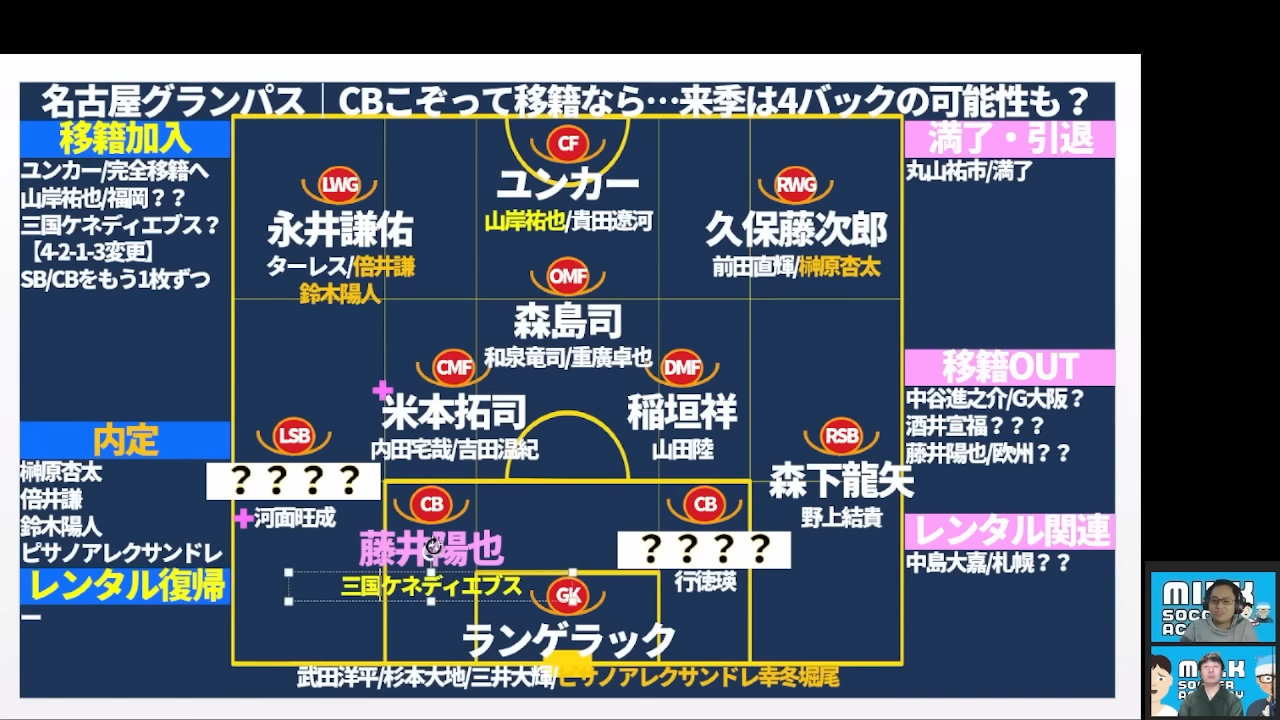 名古屋グランパス｜CBこぞって移籍なら…来季は4バックの可能性も？
移籍加入
ユンカー/完全移籍へ
山岸祐也/福岡？？
三国ケネディエブス？
【4-2-1-3変更】
SB/CBをもう1枚ずつ
内定
榊原杏太
倍井謙
鈴木陽人
ピサノアレクサンドレ
レンタル復帰
ー
CF
ユンカー
山岸祐也/貴田遼河
LWG
永井謙佑
ターレス/倍井謙
鈴木陽人
RWG
久保藤次郎
前田直輝/榊原杏太
OMF
森島司
和泉竜司/重廣卓也
CMF
米本拓司
内田宅哉/吉田温紀
DMF
稲垣祥
山田陸
LSB
？？？？
河面旺成
RSB
森下龍矢
野上結貴
CB
藤井陽也
三国ケネディエブス
CB
？？？？
行徳瑛
GK
ランゲラック
武田洋平/杉本大地/三井大輝/ピサノアレクサンドレ幸冬堀尾
満了・引退
丸山祐市/満了
移籍OUT
中谷進之介/G大阪？
酒井宣福？？？
藤井陽也/欧州？？
レンタル関連
中島大嘉/札幌？？
MILK
SOCCER